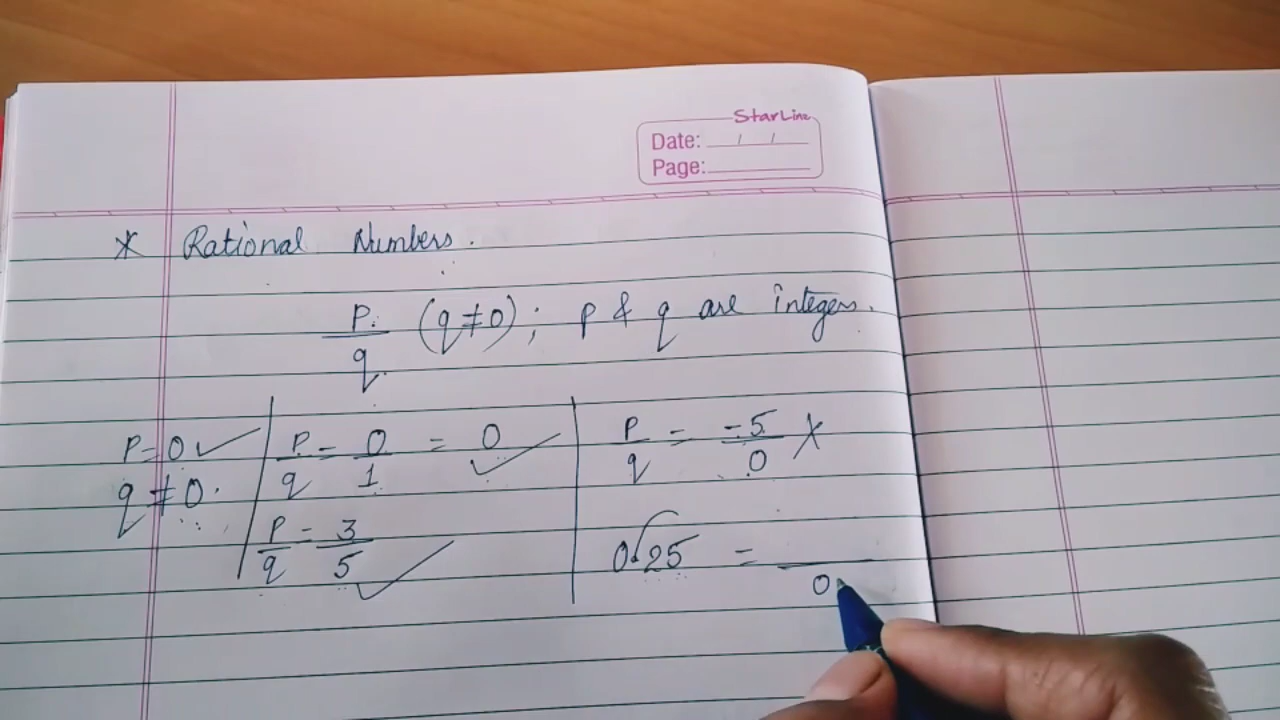 StarLine
Date: / /
Page:
* Rational Numbers.
p/q (q≠0); p & q are integers.
P=0 ✓
q≠0.
P/q = 0/1 = 0 ✓
P/q = 3/5 ✓
P/q = -5/0 X
0.25 = /0